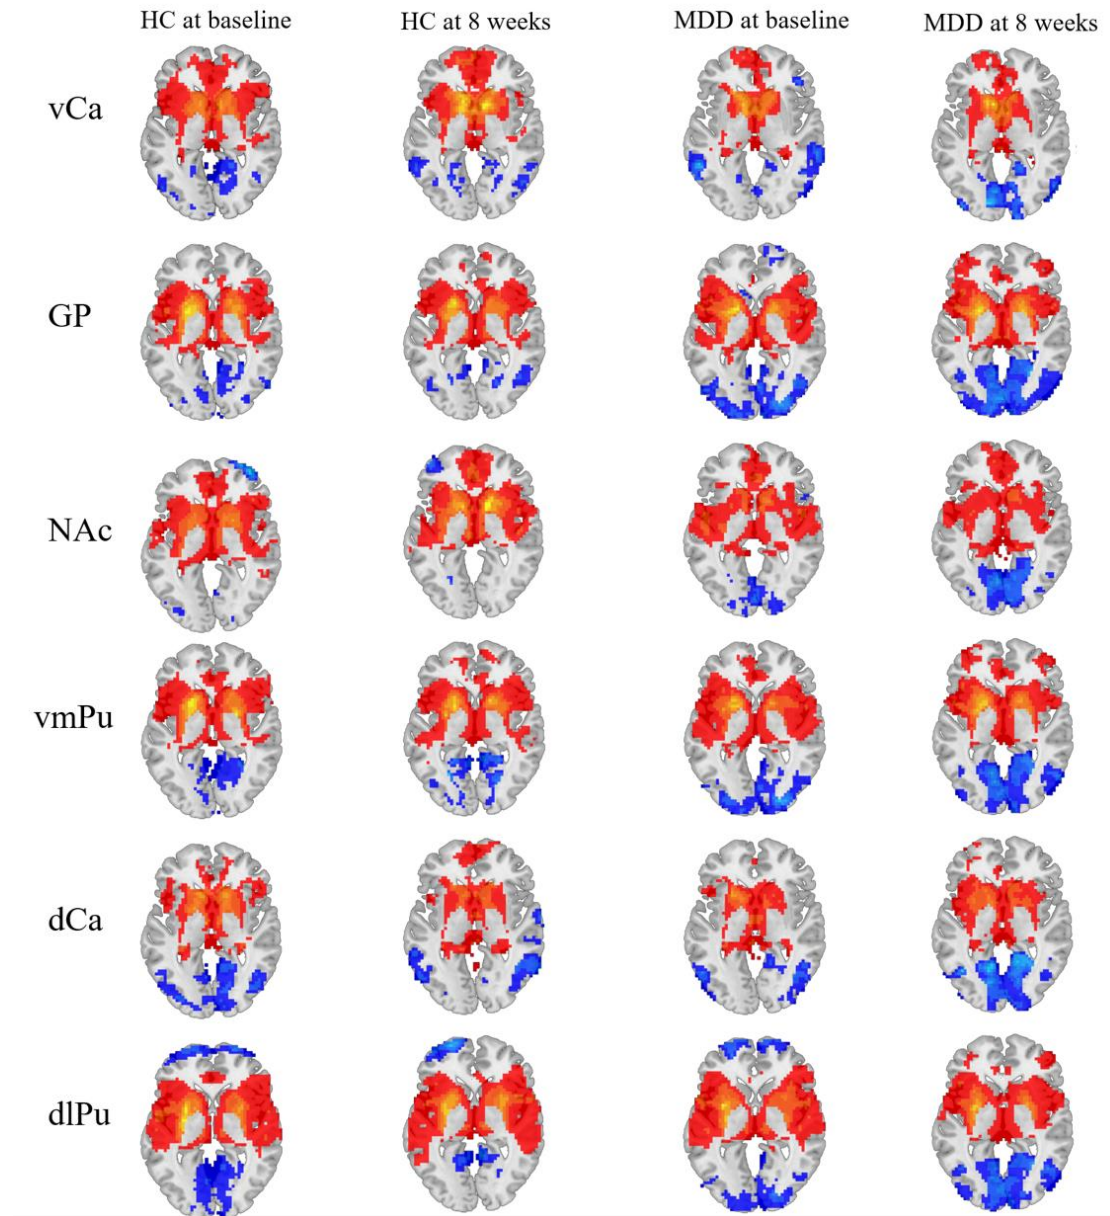 HC at baseline HC at 8 weeks MDD at baseline MDD at 8 weeks
vCa
GP
NAc
vmPu
dCa
dlPu